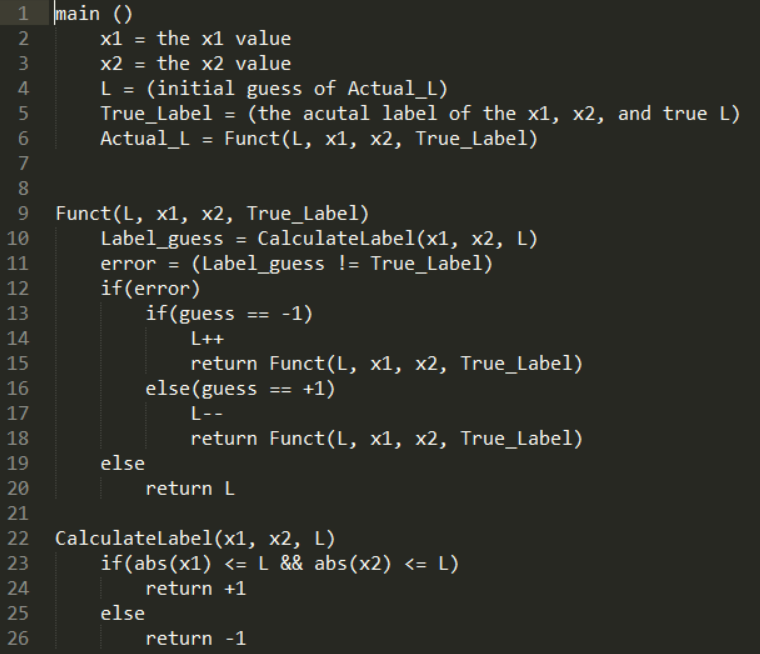 1 main ()
2 x1 = the x1 value
3 x2 = the x2 value
4 L = (initial guess of Actual_L)
5 True_Label = (the acutal label of the x1, x2, and true L)
6 Actual_L = Funct(L, x1, x2, True_Label)
7
8
9 Funct(L, x1, x2, True_Label)
10 Label_guess = CalculateLabel(x1, x2, L)
11 error = (Label_guess != True_Label)
12 if(error)
13 if(guess == -1)
14 L++
15 return Funct(L, x1, x2, True_Label)
16 else(guess == +1)
17 L--
18 return Funct(L, x1, x2, True_Label)
19 else
20 return L
21
22 CalculateLabel(x1, x2, L)
23 if(abs(x1) <= L && abs(x2) <= L)
24 return +1
25 else
26 return -1